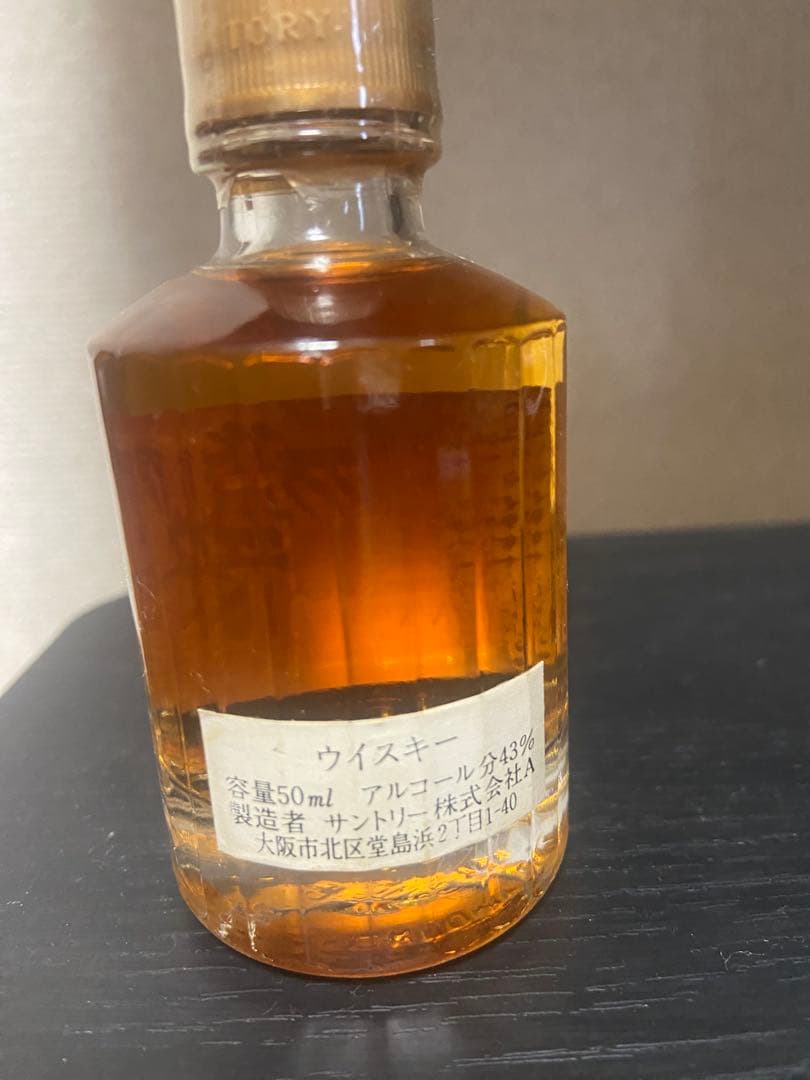 TORY
ウイスキー
容量50ml アルコール分43%
製造者 サントリー株式会社A
大阪市北区堂島浜2丁目1-40